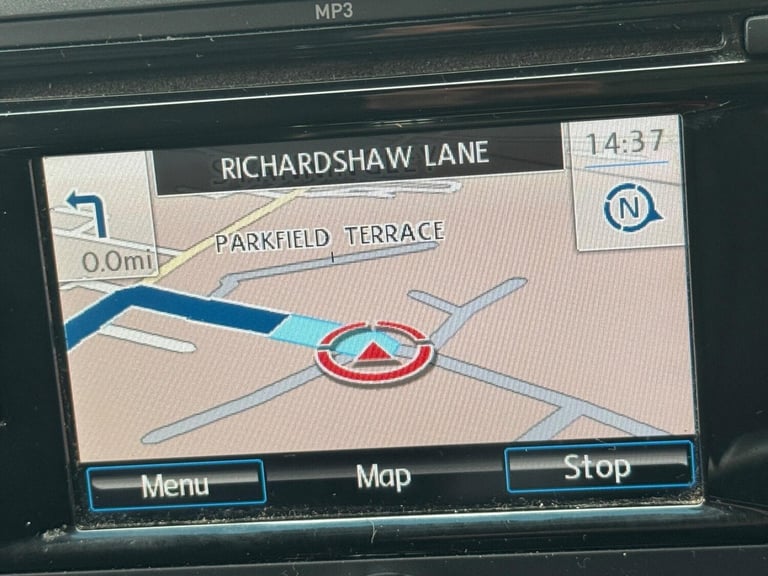 MP3
RICHARDSHAW LANE
14:37
N
0.0mi
PARKFIELD TERRACE
Menu
Map
Stop